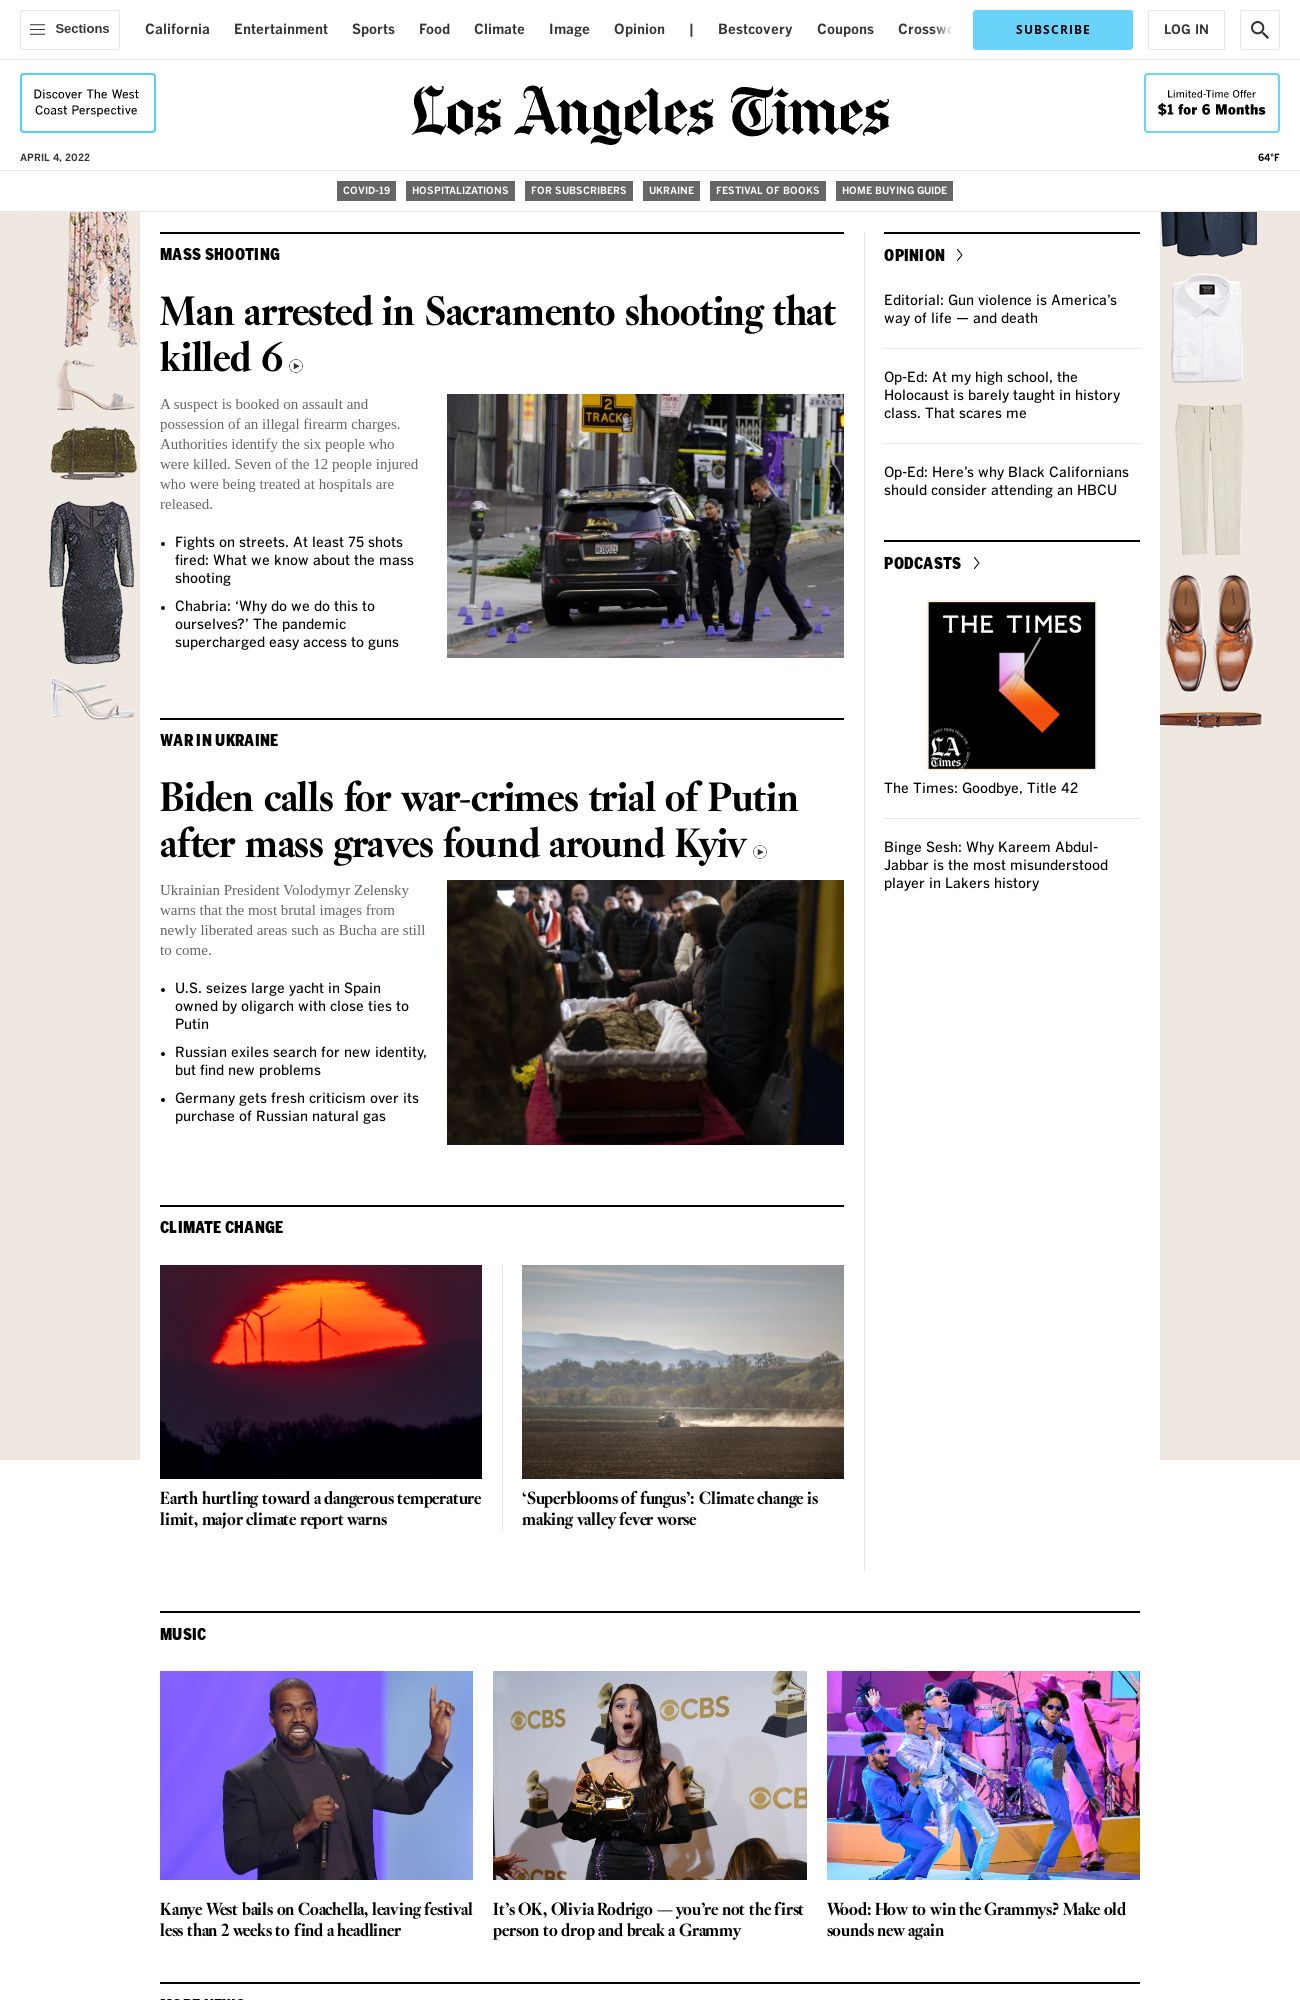 Sections
California
Entertainment
Sports
Food
Climate
Image
Opinion
|
Bestcovery
Coupons
SUBSCRIBE
LOG IN
Discover The West
Coast Perspective
Los Angeles Times
Limited-Time Offer
$1 for 6 Months
APRIL 4, 2022
64°F
COVID-19
HOSPITALIZATIONS
FOR SUBSCRIBERS
UKRAINE
FESTIVAL OF BOOKS
HOME BUYING GUIDE
MASS SHOOTING
Man arrested in Sacramento shooting that
killed 6
A suspect is booked on assault and
possession of an illegal firearm charges.
Authorities identify the six people who
were killed. Seven of the 12 people injured
who were being treated at hospitals are
released.
• Fights on streets. At least 75 shots
fired: What we know about the mass
shooting
• Chabria: ‘Why do we do this to
ourselves?’ The pandemic
supercharged easy access to guns
2
TRACKS
WAR IN UKRAINE
Biden calls for war-crimes trial of Putin
after mass graves found around Kyiv
Ukrainian President Volodymyr Zelensky
warns that the most brutal images from
newly liberated areas such as Bucha are still
to come.
• U.S. seizes large yacht in Spain
owned by oligarch with close ties to
Putin
• Russian exiles search for new identity,
but find new problems
• Germany gets fresh criticism over its
purchase of Russian natural gas
CLIMATE CHANGE
Earth hurtling toward a dangerous temperature
limit, major climate report warns
‘Superblooms of fungus’: Climate change is
making valley fever worse
OPINION
Editorial: Gun violence is America’s
way of life — and death
Op-Ed: At my high school, the
Holocaust is barely taught in history
class. That scares me
Op-Ed: Here’s why Black Californians
should consider attending an HBCU
PODCASTS
THE TIMES
LA
Times
The Times: Goodbye, Title 42
Binge Sesh: Why Kareem Abdul-
Jabbar is the most misunderstood
player in Lakers history
MUSIC
CBS
CBS
CBS
Kanye West bails on Coachella, leaving festival
less than 2 weeks to find a headliner
It’s OK, Olivia Rodrigo — you’re not the first
person to drop and break a Grammy
Wood: How to win the Grammys? Make old
sounds new again